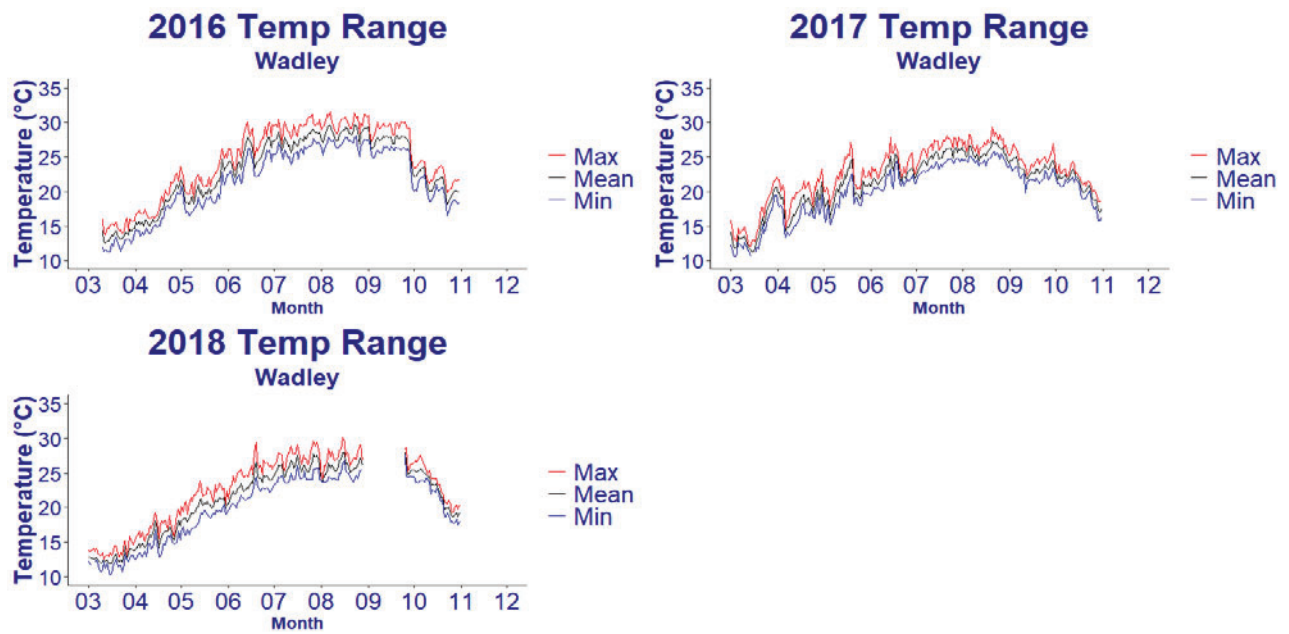 2016 Temp Range
Wadley
Temperature (°C)
35
30
25
20
15
10
03 04 05 06 07 08 09 10 11 12
Month
Max
Mean
Min
2017 Temp Range
Wadley
Temperature (°C)
35
30
25
20
15
10
03 04 05 06 07 08 09 10 11 12
Month
Max
Mean
Min
2018 Temp Range
Wadley
Temperature (°C)
35
30
25
20
15
10
03 04 05 06 07 08 09 10 11 12
Month
Max
Mean
Min